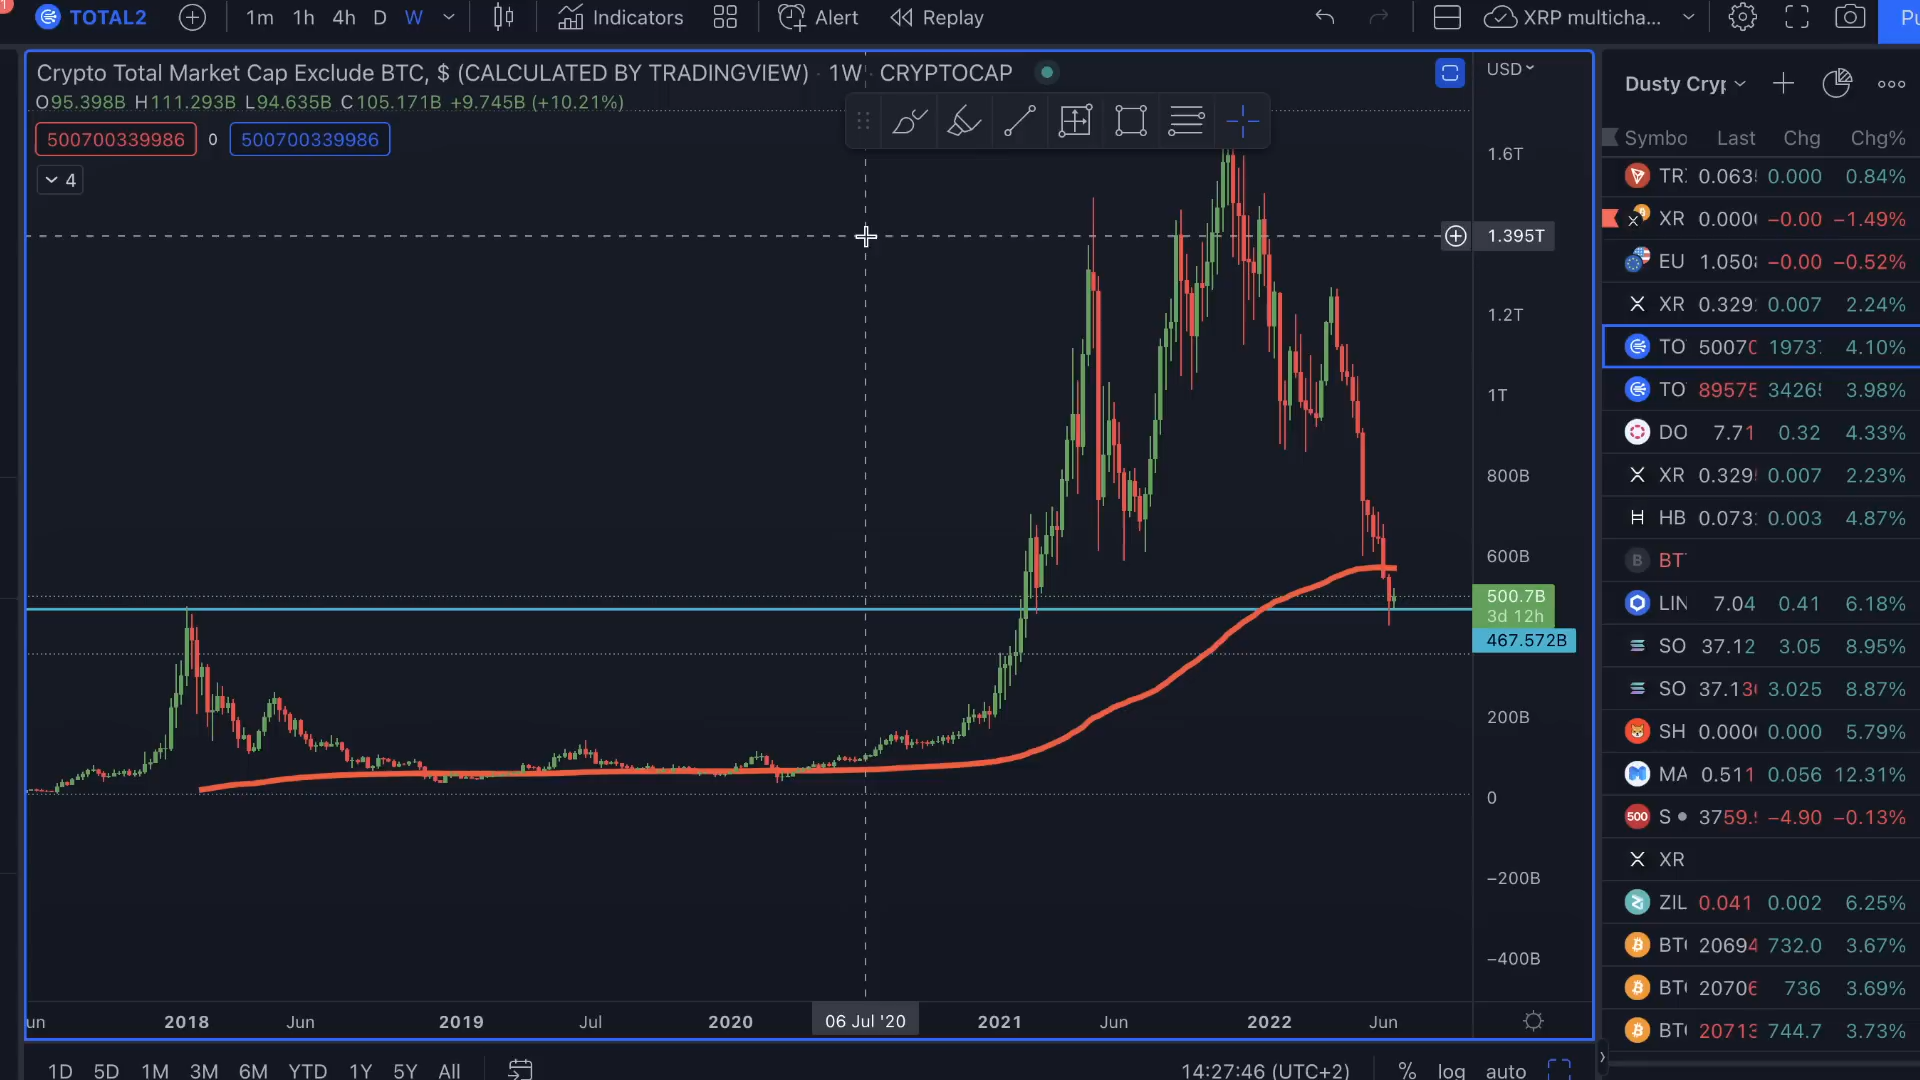 TOTAL2 1m 1h 4h D W Indicators Alert Replay XRP multicha... Pu
Crypto Total Market Cap Exclude BTC, $ (CALCULATED BY TRADINGVIEW) · 1W · CRYPTOCAP
O95.398B H111.293B L94.635B C105.171B +9.745B (+10.21%)
500700339986 0 500700339986
4
USD
1.6T
1.395T
1.2T
1T
800B
600B
500.7B
3d 12h
467.572B
200B
0
−200B
−400B
un 2018 Jun 2019 Jul 2020 06 Jul '20 2021 Jun 2022 Jun
1D 5D 1M 3M 6M YTD 1Y 5Y All 14:27:46 (UTC+2) % log auto
Dusty Cryp
Symbo Last Chg Chg%
TR 0.063 0.000 0.84%
XR 0.000 −0.00 −1.49%
EU 1.050 −0.00 −0.52%
XR 0.329 0.007 2.24%
TO 5007 1973 4.10%
TO 89575 3426 3.98%
DO 7.71 0.32 4.33%
XR 0.329 0.007 2.23%
HB 0.073 0.003 4.87%
B BT
LIN 7.04 0.41 6.18%
SO 37.12 3.05 8.95%
SO 37.13 3.025 8.87%
SH 0.000 0.000 5.79%
MA 0.511 0.056 12.31%
500 S 3759. −4.90 −0.13%
XR
ZIL 0.041 0.002 6.25%
BT 20694 732.0 3.67%
BT 20706 736 3.69%
BT 20713 744.7 3.73%